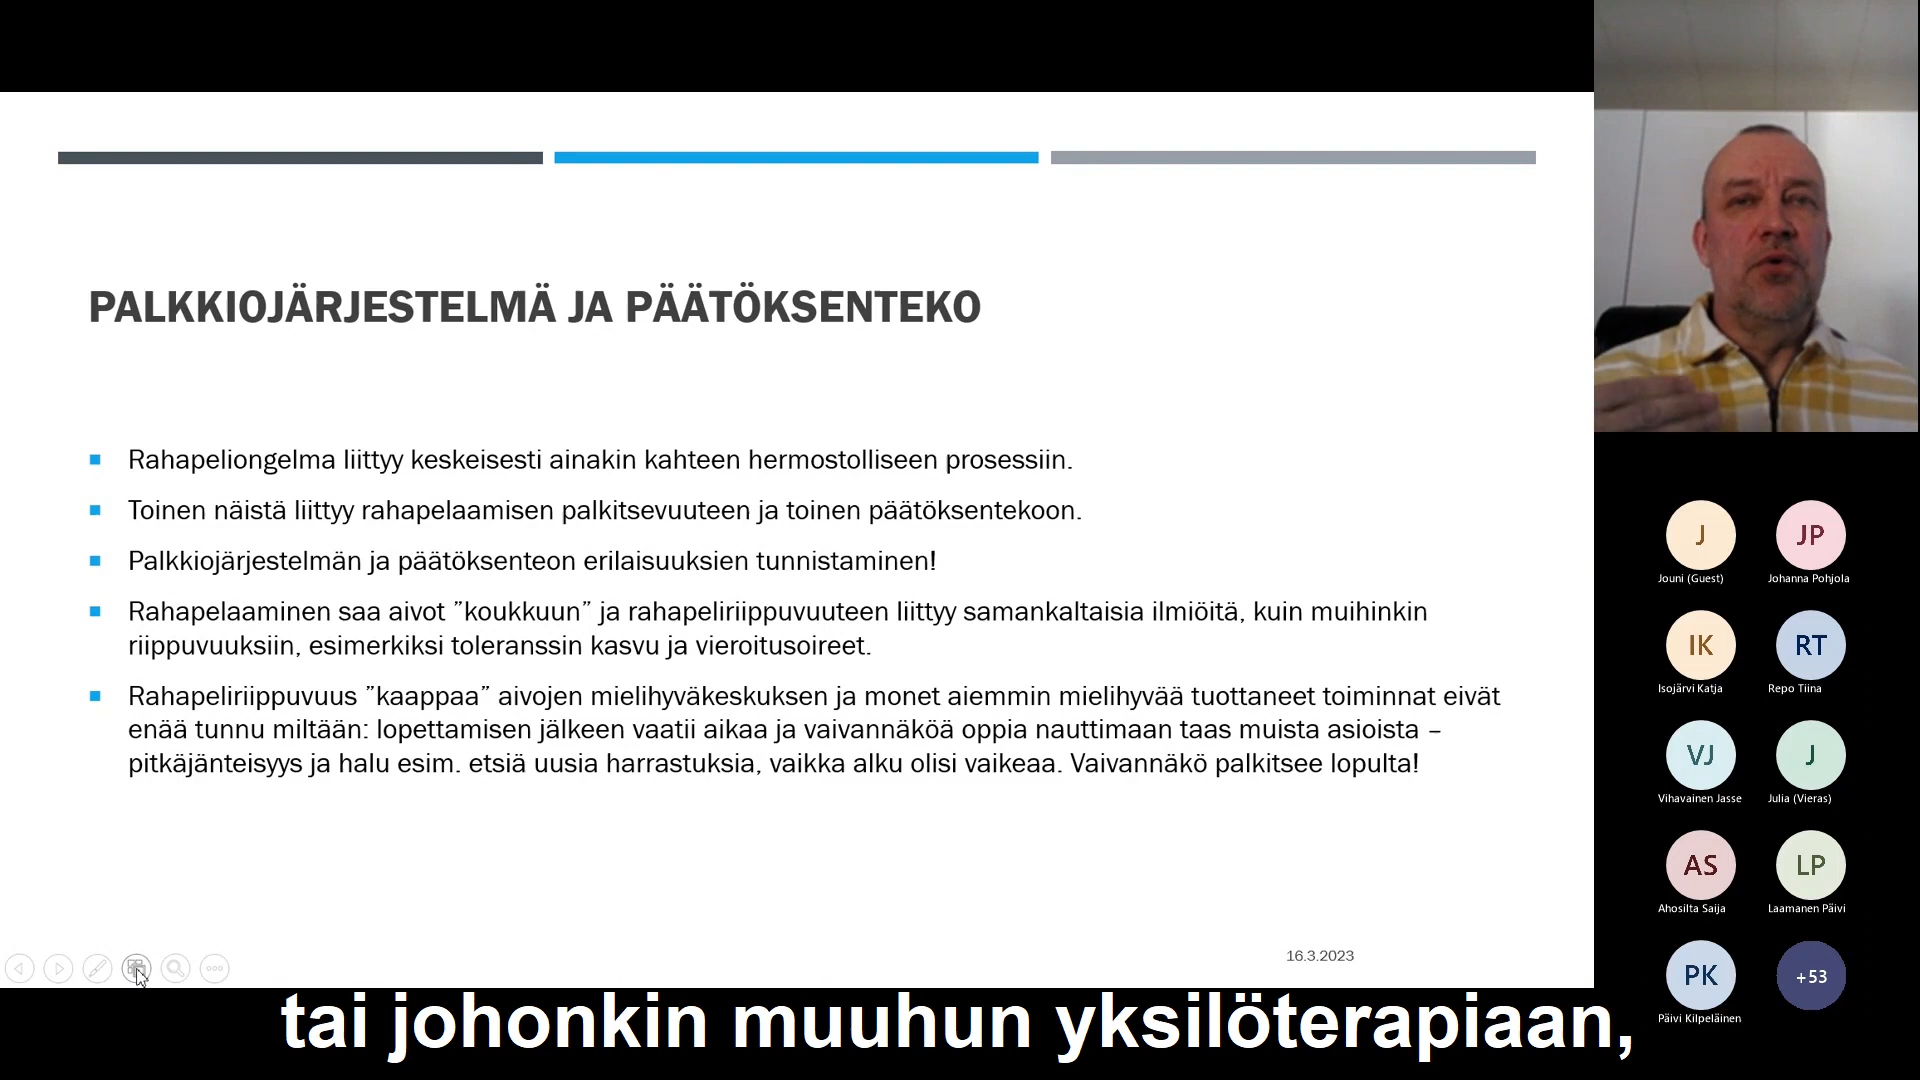 PALKKIOJÄRJESTELMÄ JA PÄÄTÖKSENTEKO
Rahapeliongelma liittyy keskeisesti ainakin kahteen hermostolliseen prosessiin.
Toinen näistä liittyy rahapelaamisen palkitsevuuteen ja toinen päätöksentekoon.
Palkkiojärjestelmän ja päätöksenteon erilaisuuksien tunnistaminen!
Rahapelaaminen saa aivot ”koukkuun” ja rahapeliriippuvuuteen liittyy samankaltaisia ilmiöitä, kuin muihinkin
riippuvuuksiin, esimerkiksi toleranssin kasvu ja vieroitusoireet.
Rahapeliriippuvuus ”kaappaa” aivojen mielihyväkeskuksen ja monet aiemmin mielihyvää tuottaneet toiminnat eivät
enää tunnu miltään: lopettamisen jälkeen vaatii aikaa ja vaivannäköä oppia nauttimaan taas muista asioista –
pitkäjänteisyys ja halu esim. etsiä uusia harrastuksia, vaikka alku olisi vaikeaa. Vaivannäkö palkitsee lopulta!
16.3.2023
J JP
Jouni (Guest) Johanna Pohjola
IK RT
Isojärvi Katja Repo Tiina
VJ J
Vihavainen Jasse Julia (Vieras)
AS LP
Ahosilta Saija Laamanen Päivi
PK +53
Päivi Kilpeläinen
tai johonkin muuhun yksilöterapiaan,